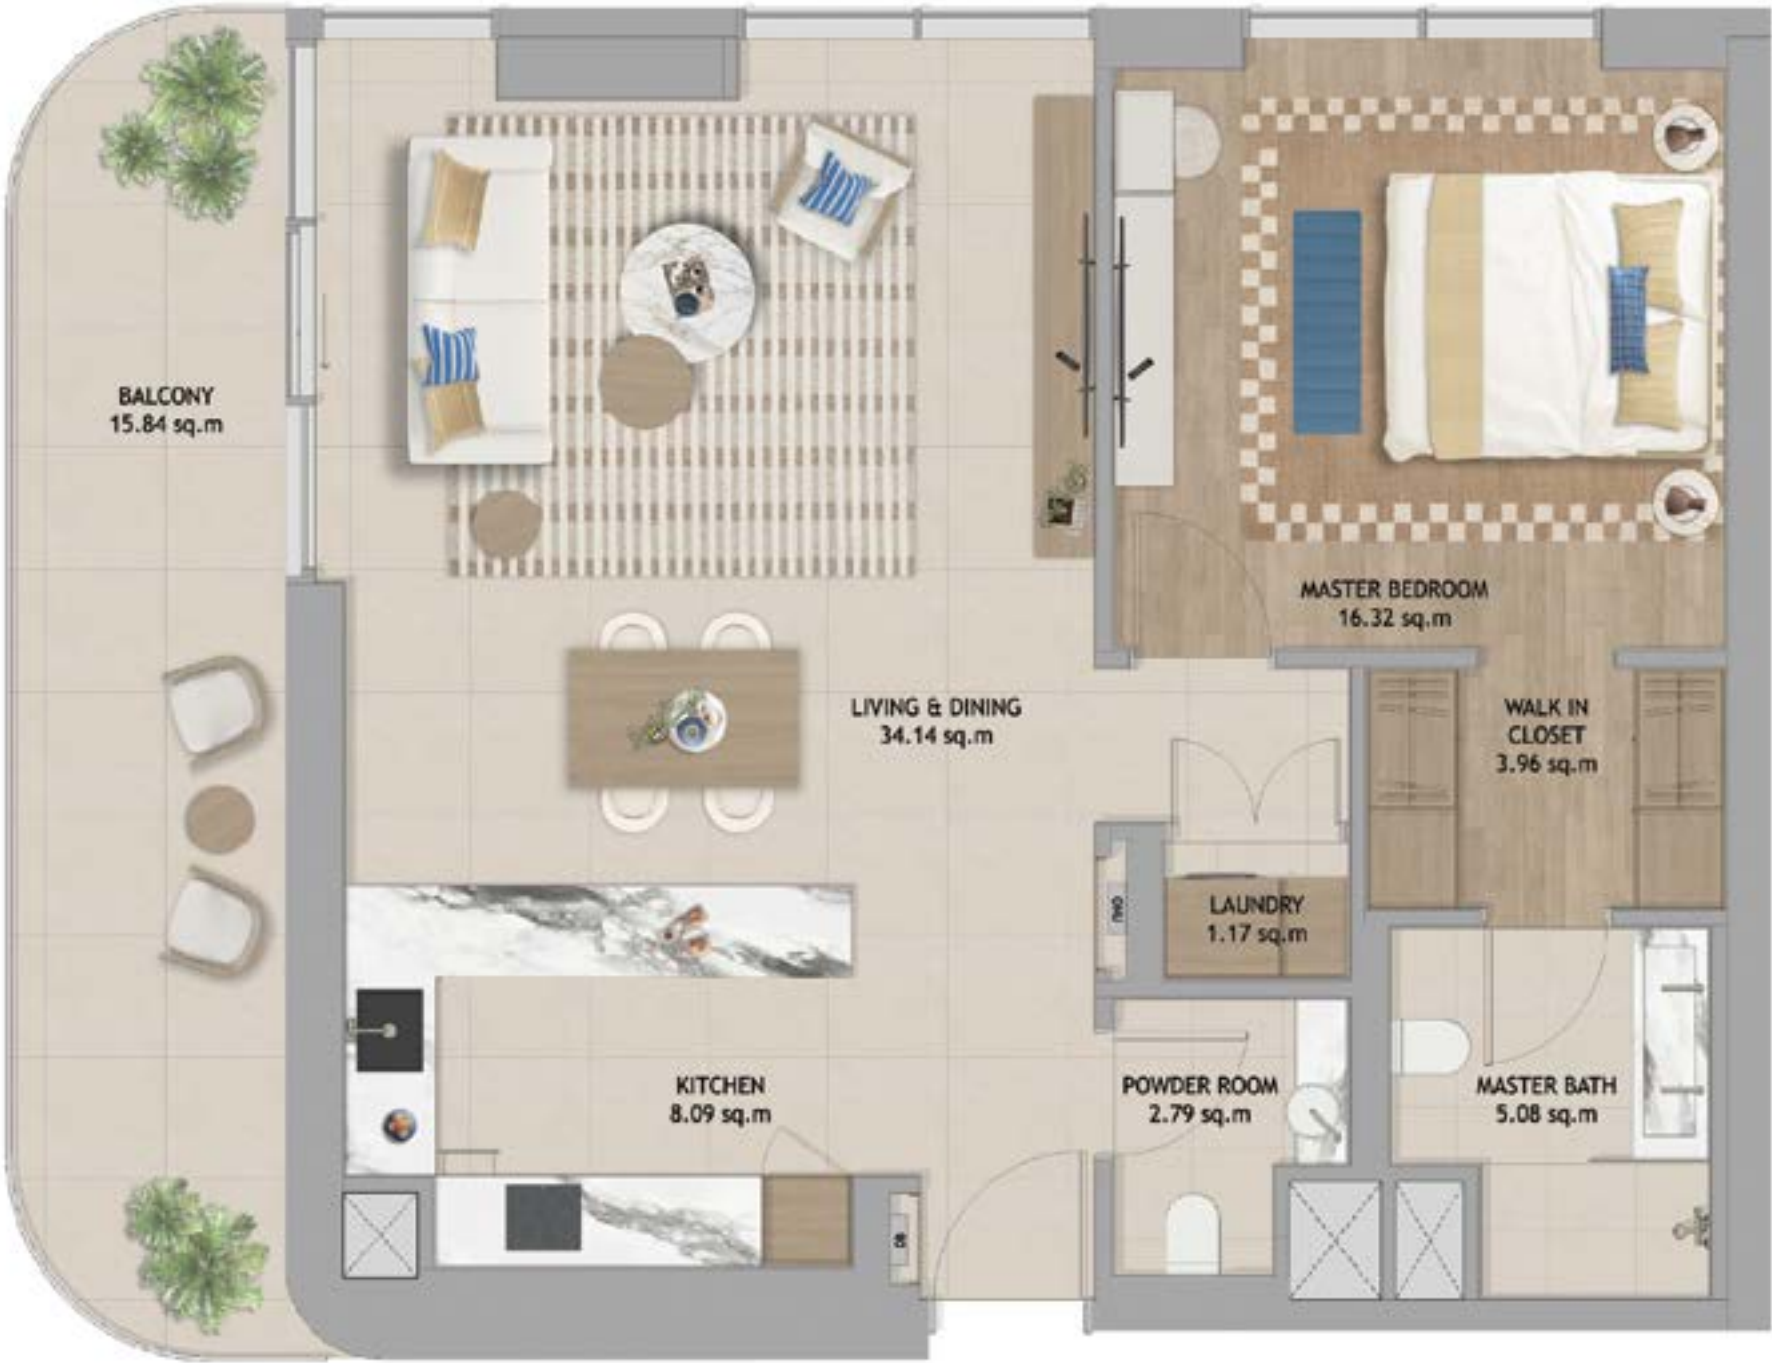 BALCONY
15.84 sq.m
MASTER BEDROOM
16.32 sq.m
LIVING & DINING
34.14 sq.m
WALK IN
CLOSET
3.96 sq.m
LAUNDRY
1.17 sq.m
KITCHEN
8.09 sq.m
POWDER ROOM
2.79 sq.m
MASTER BATH
5.08 sq.m